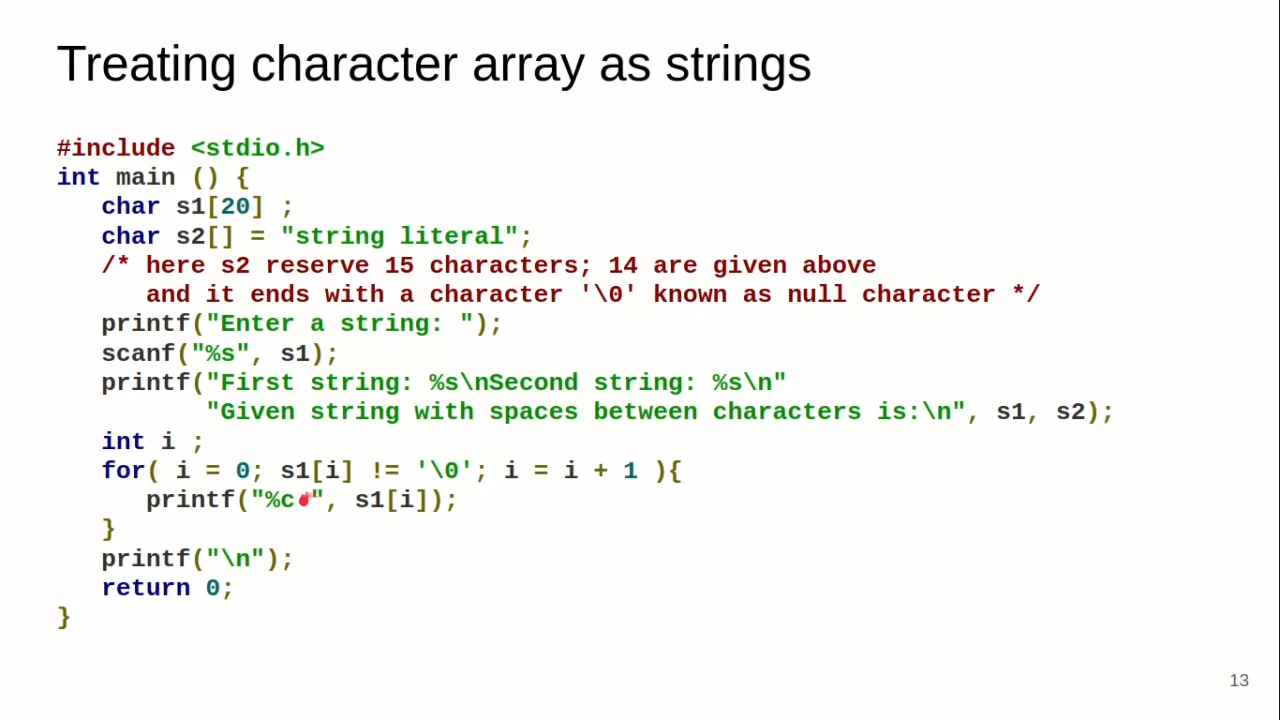 Treating character array as strings
#include <stdio.h>
int main () {
   char s1[20] ;
   char s2[] = "string literal";
   /* here s2 reserve 15 characters; 14 are given above
      and it ends with a character '\0' known as null character */
   printf("Enter a string: ");
   scanf("%s", s1);
   printf("First string: %s\nSecond string: %s\n"
          "Given string with spaces between characters is:\n", s1, s2);
   int i ;
   for( i = 0; s1[i] != '\0'; i = i + 1 ){
      printf("%c ", s1[i]);
   }
   printf("\n");
   return 0;
}
13